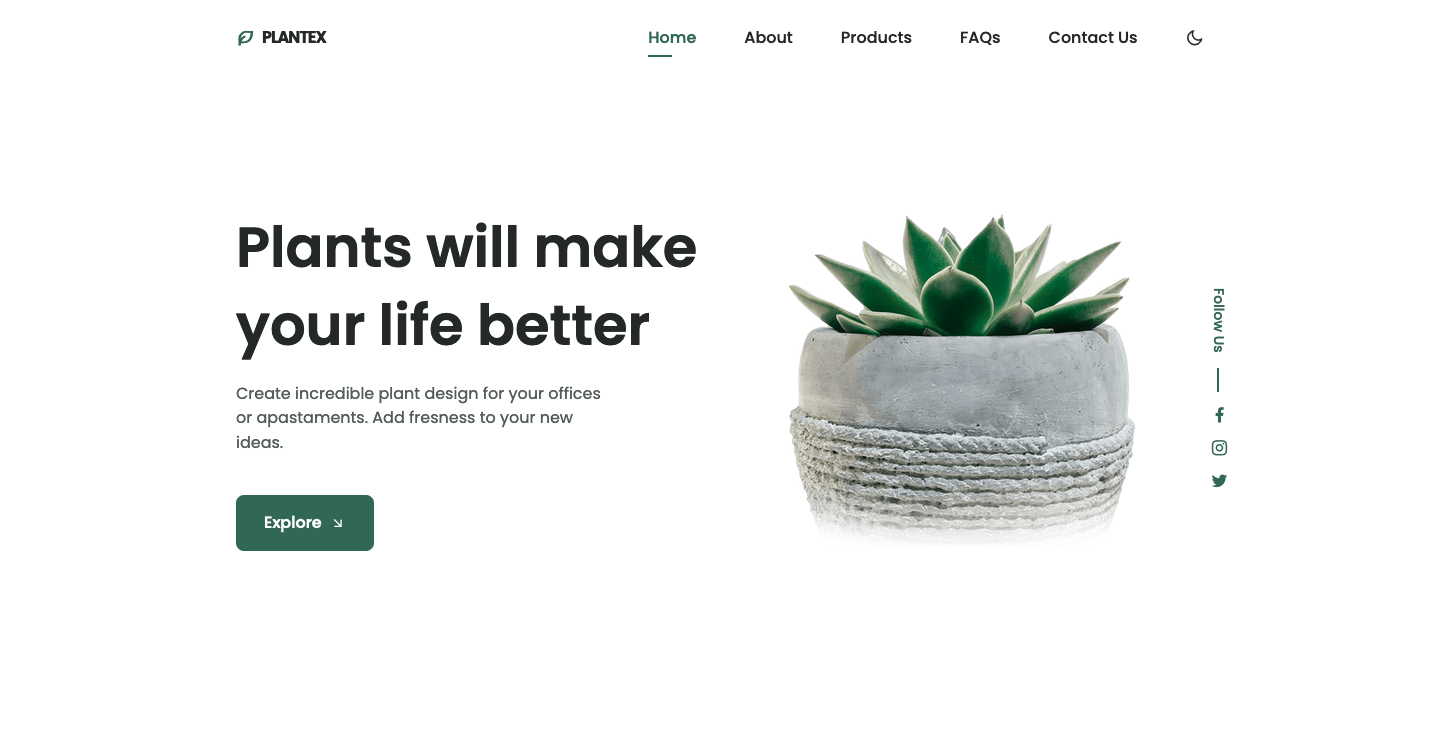 PLANTEX
Home
About
Products
FAQs
Contact Us
Plants will make
your life better
Create incredible plant design for your offices
or apastaments. Add fresness to your new
ideas.
Explore
Follow Us